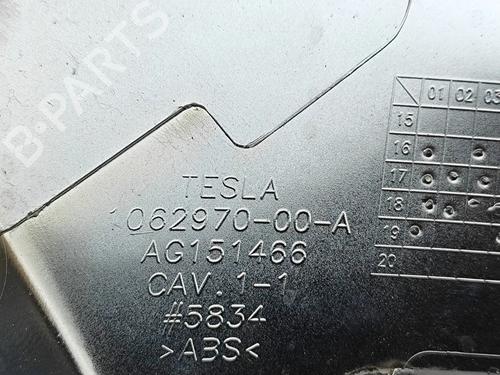 B-PARTS
01 02 03
15
16
17
18
19
20
TESLA
1062970-00-A
AG151466
CAV. 1-1
#5834
>ABS<